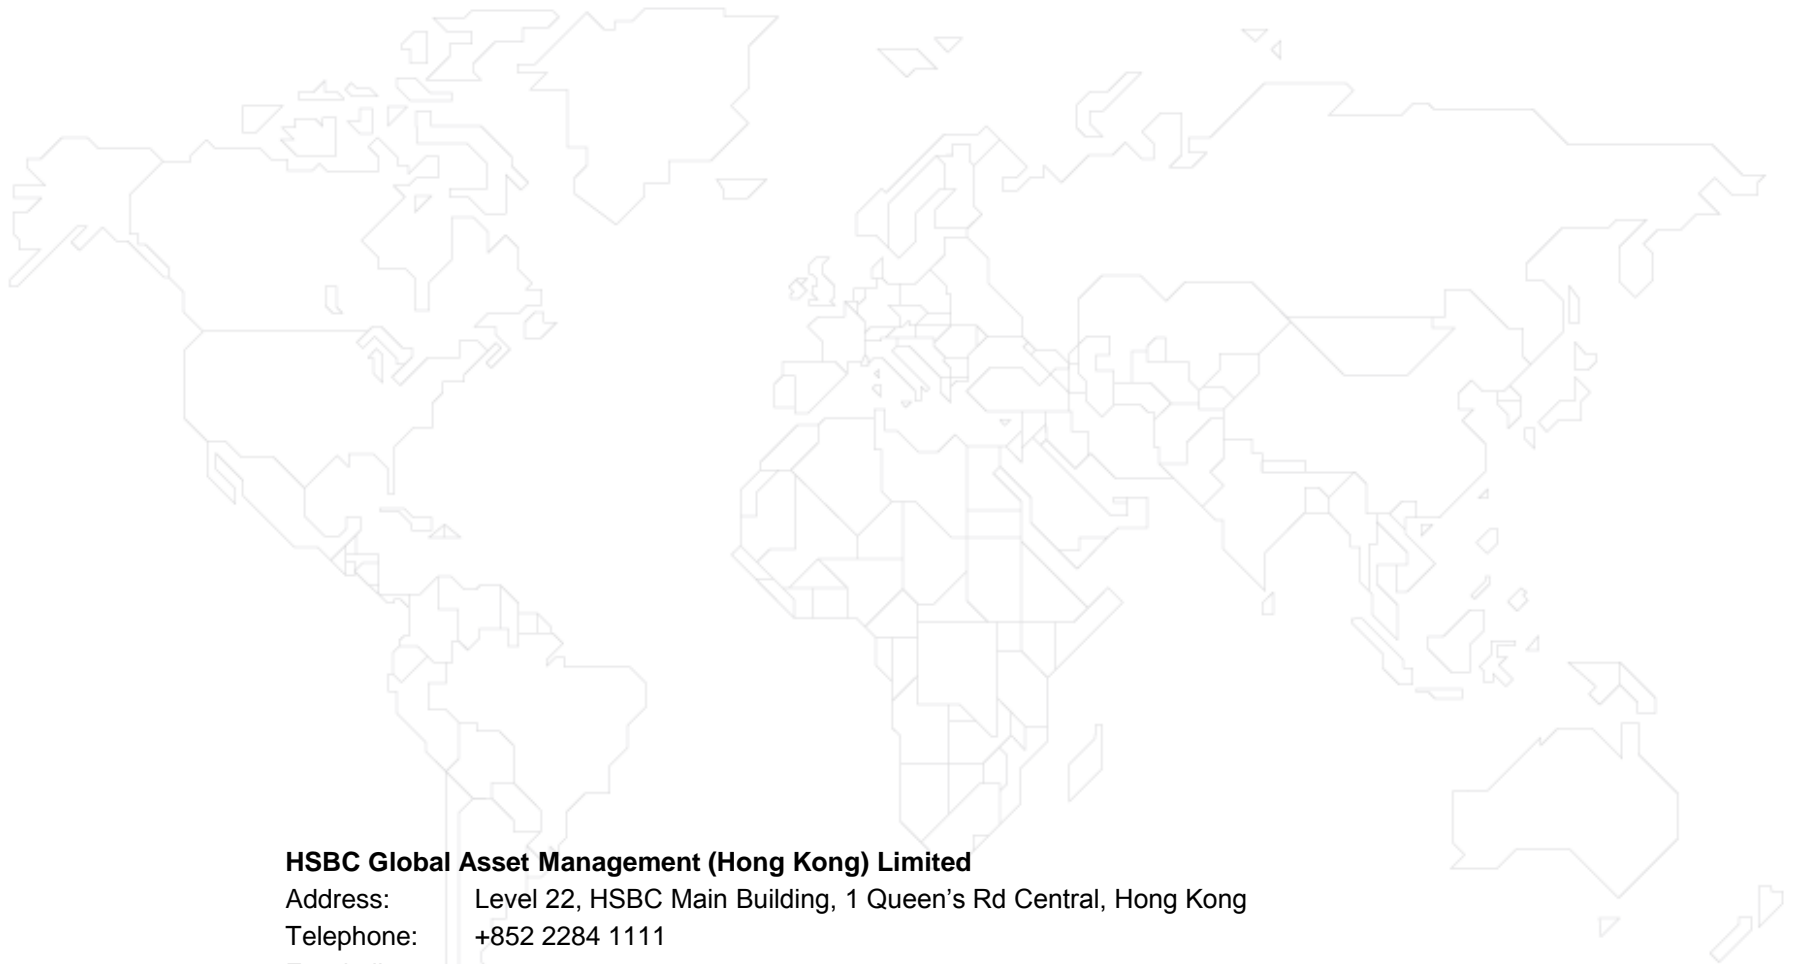 HSBC Global Asset Management (Hong Kong) Limited
Address: Level 22, HSBC Main Building, 1 Queen’s Rd Central, Hong Kong
Telephone: +852 2284 1111